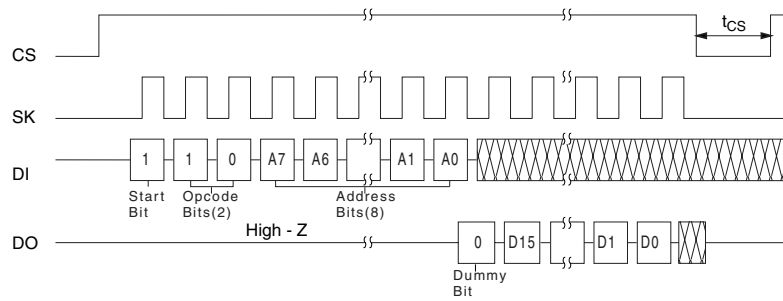 CS
tCS
SK
DI
1 1 0 A7 A6 A1 A0
Start
Bit
Opcode
Bits(2)
Address
Bits(8)
High - Z
DO
0 D15 D1 D0
Dummy
Bit